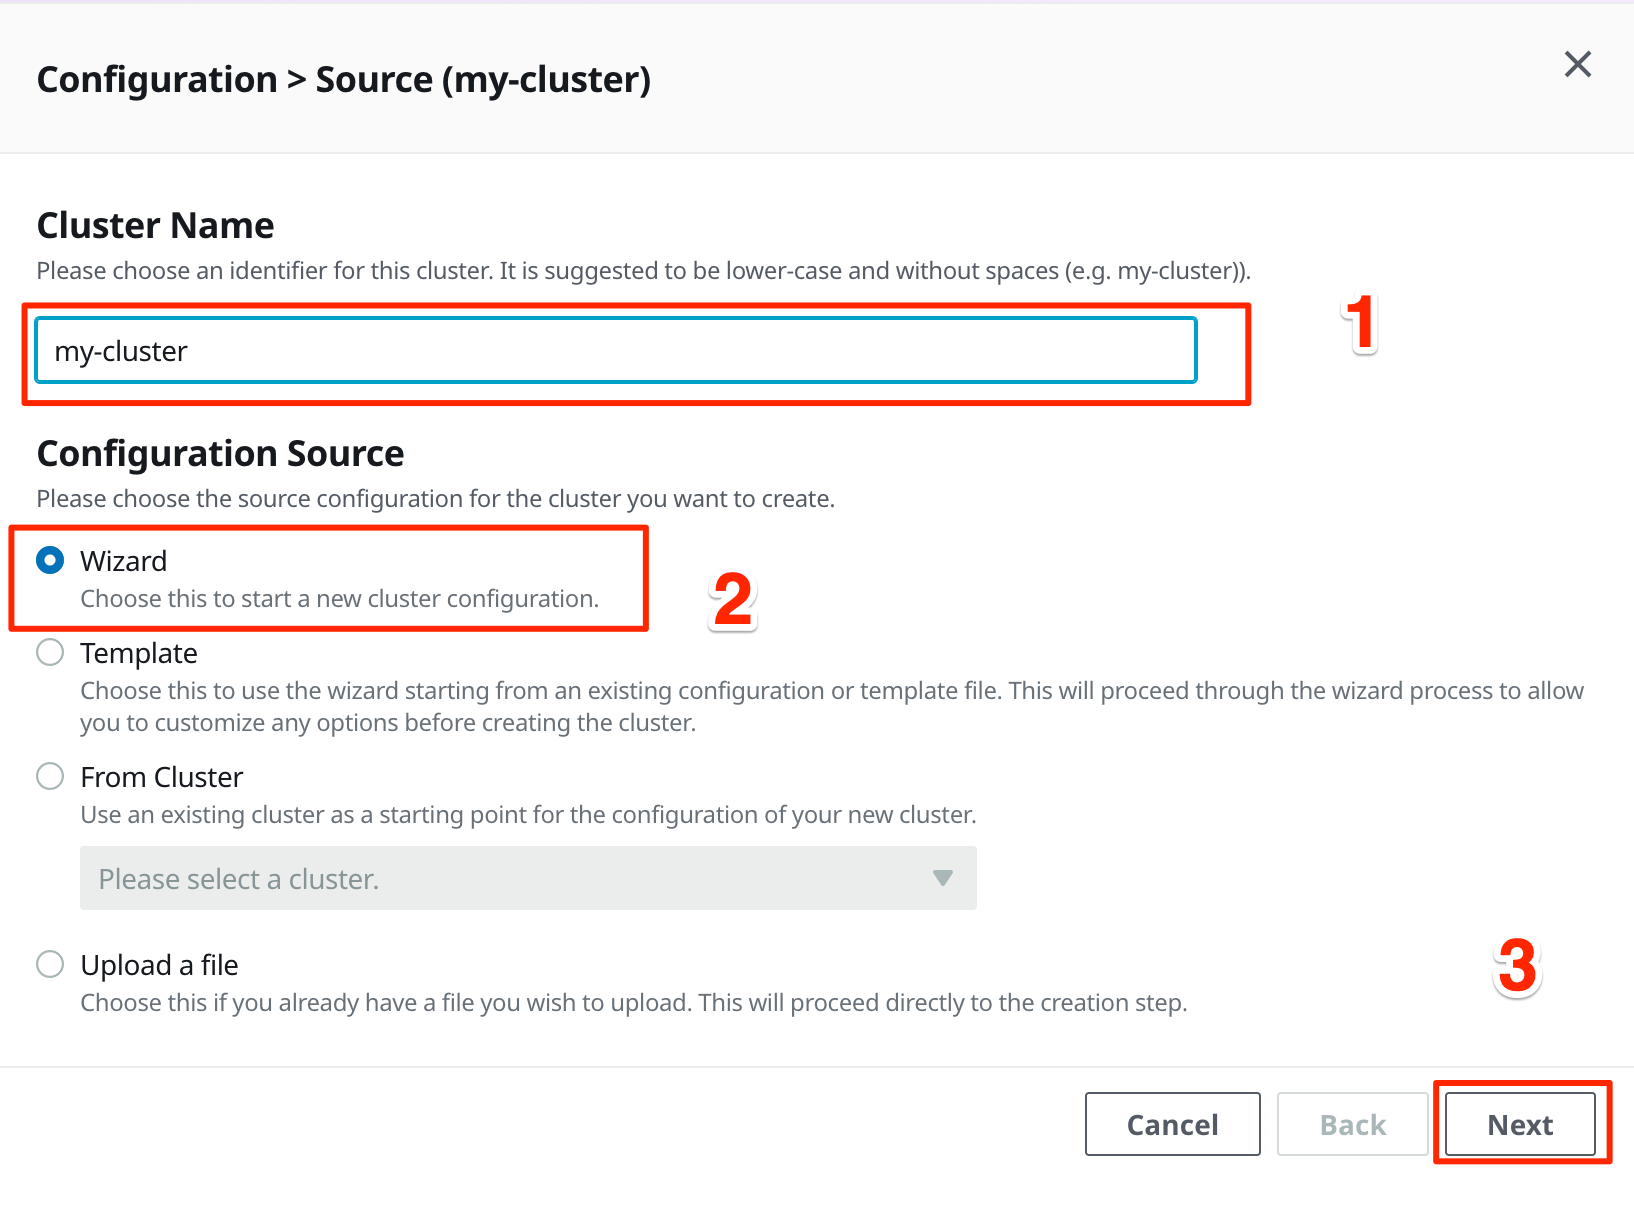 Configuration > Source (my-cluster)
Cluster Name
Please choose an identifier for this cluster. It is suggested to be lower-case and without spaces (e.g. my-cluster)).
1
my-cluster
Configuration Source
Please choose the source configuration for the cluster you want to create.
Wizard
Choose this to start a new cluster configuration.
2
Template
Choose this to use the wizard starting from an existing configuration or template file. This will proceed through the wizard process to allow
you to customize any options before creating the cluster.
From Cluster
Use an existing cluster as a starting point for the configuration of your new cluster.
Please select a cluster.
Upload a file
Choose this if you already have a file you wish to upload. This will proceed directly to the creation step.
3
Cancel
Back
Next